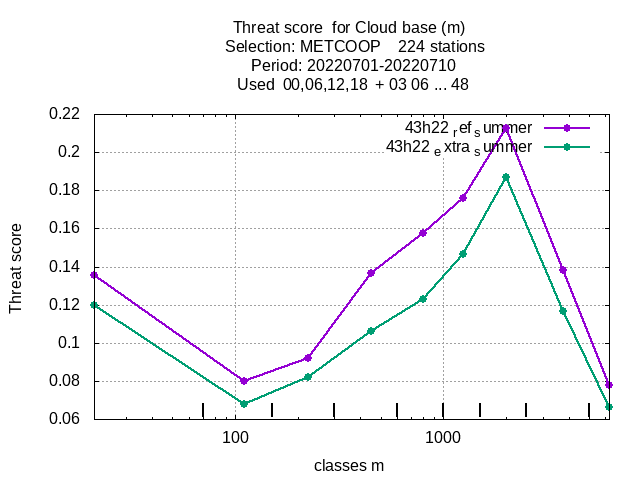 Threat score  for Cloud base (m)
Selection: METCOOP    224 stations
Period: 20220701-20220710
Used  00,06,12,18  + 03 06 ... 48
43h22 ref summer
43h22 extra summer
0.22
0.2
0.18
0.16
0.14
0.12
0.1
0.08
0.06
Threat score
100
1000
classes m